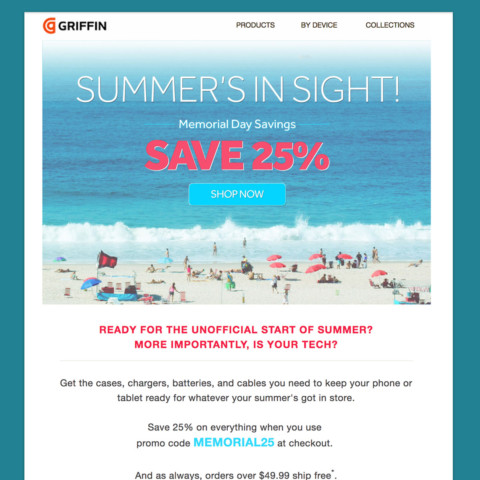 GRIFFIN
PRODUCTS BY DEVICE COLLECTIONS
SUMMER'S IN SIGHT!
Memorial Day Savings
SAVE 25%
SHOP NOW
READY FOR THE UNOFFICIAL START OF SUMMER?
MORE IMPORTANTLY, IS YOUR TECH?
Get the cases, chargers, batteries, and cables you need to keep your phone or
tablet ready for whatever your summer's got in store.
Save 25% on everything when you use
promo code MEMORIAL25 at checkout.
And as always, orders over $49.99 ship free*.